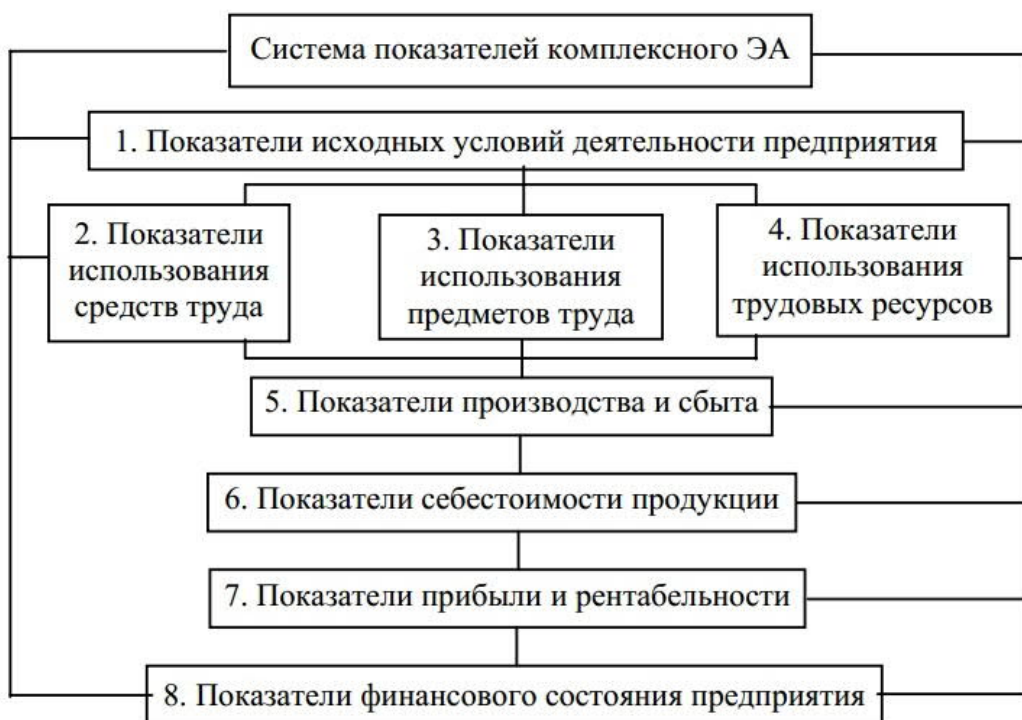 Система показателей комплексного ЭА
1. Показатели исходных условий деятельности предприятия
2. Показатели
использования
средств труда
3. Показатели
использования
предметов труда
4. Показатели
использования
трудовых ресурсов
5. Показатели производства и сбыта
6. Показатели себестоимости продукции
7. Показатели прибыли и рентабельности
8. Показатели финансового состояния предприятия